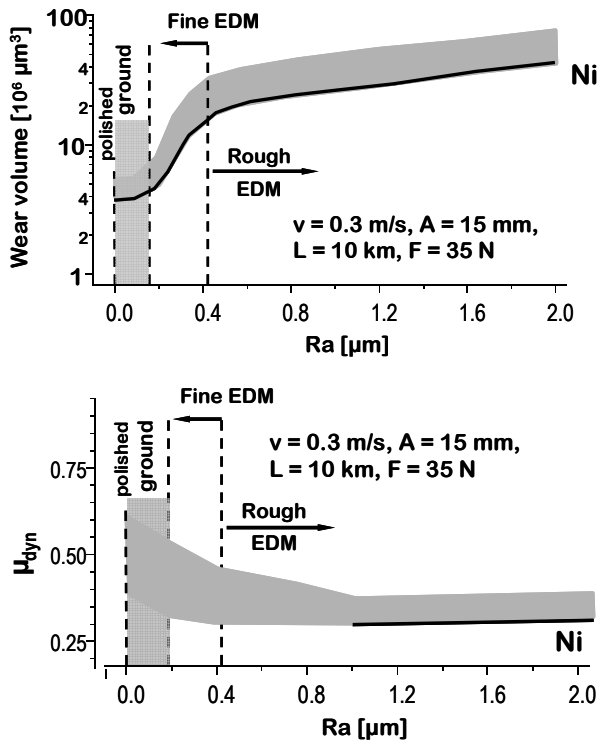 Fine EDM
100
4
2
10
4
2
1
Wear volume [10⁶ µm³]
polished
ground
Ni
Rough
EDM
v = 0.3 m/s, A = 15 mm,
L = 10 km, F = 35 N
0.0 0.4 0.8 1.2 1.6 2.0
Ra [µm]
Fine EDM
polished
ground
v = 0.3 m/s, A = 15 mm,
L = 10 km, F = 35 N
0.75
0.50
0.25
µdyn
Rough
EDM
Ni
0.0 0.4 0.8 1.2 1.6 2.0
Ra [µm]